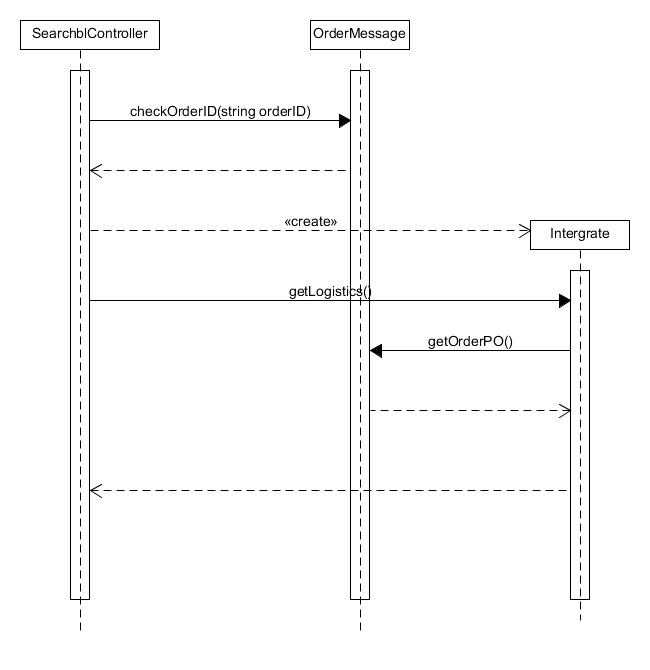 SearchblController
OrderMessage
checkOrderID(string orderID)
«create»
Intergrate
getLogistics()
getOrderPO()